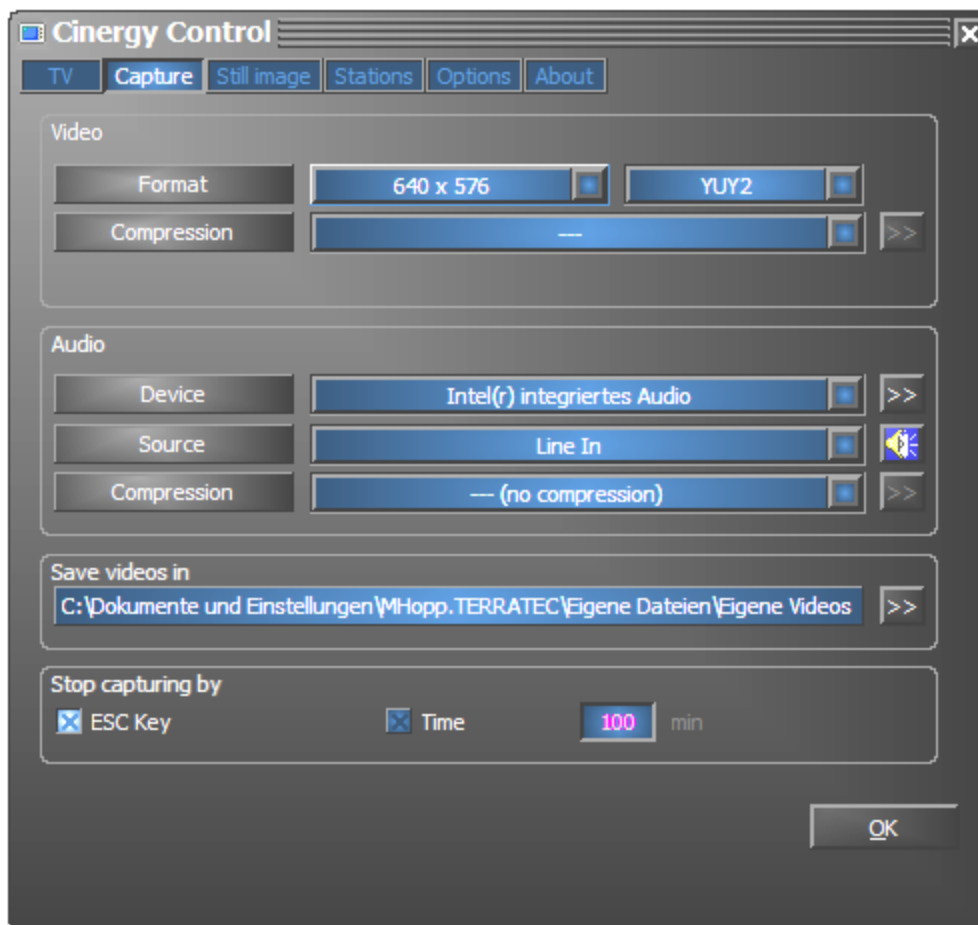 Cinergy Control
TV Capture Still image Stations Options About
Video
Format 640 x 576 YUY2
Compression --- >>
Audio
Device Intel(r) integriertes Audio >>
Source Line In
Compression --- (no compression) >>
Save videos in
C:\Dokumente und Einstellungen\MHopp.TERRATEC\Eigene Dateien\Eigene Videos >>
Stop capturing by
ESC Key Time 100 min
OK